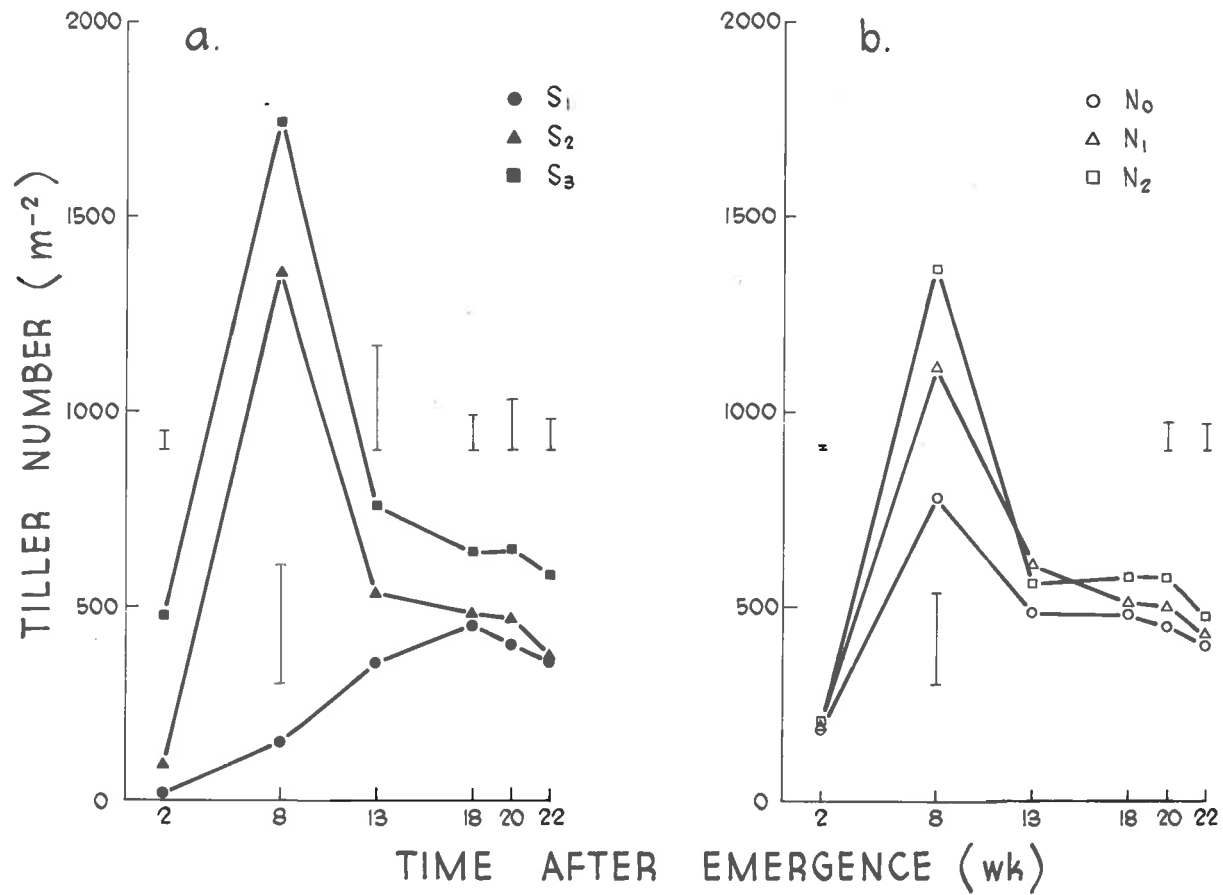 a.
2000
1500
1000
500
0
S₁
S₂
S₃
2 8 13 18 20 22
b.
2000
1500
1000
500
0
N₀
N₁
N₂
2 8 13 18 20 22
TILLER NUMBER (m⁻²)
TIME AFTER EMERGENCE (wk)